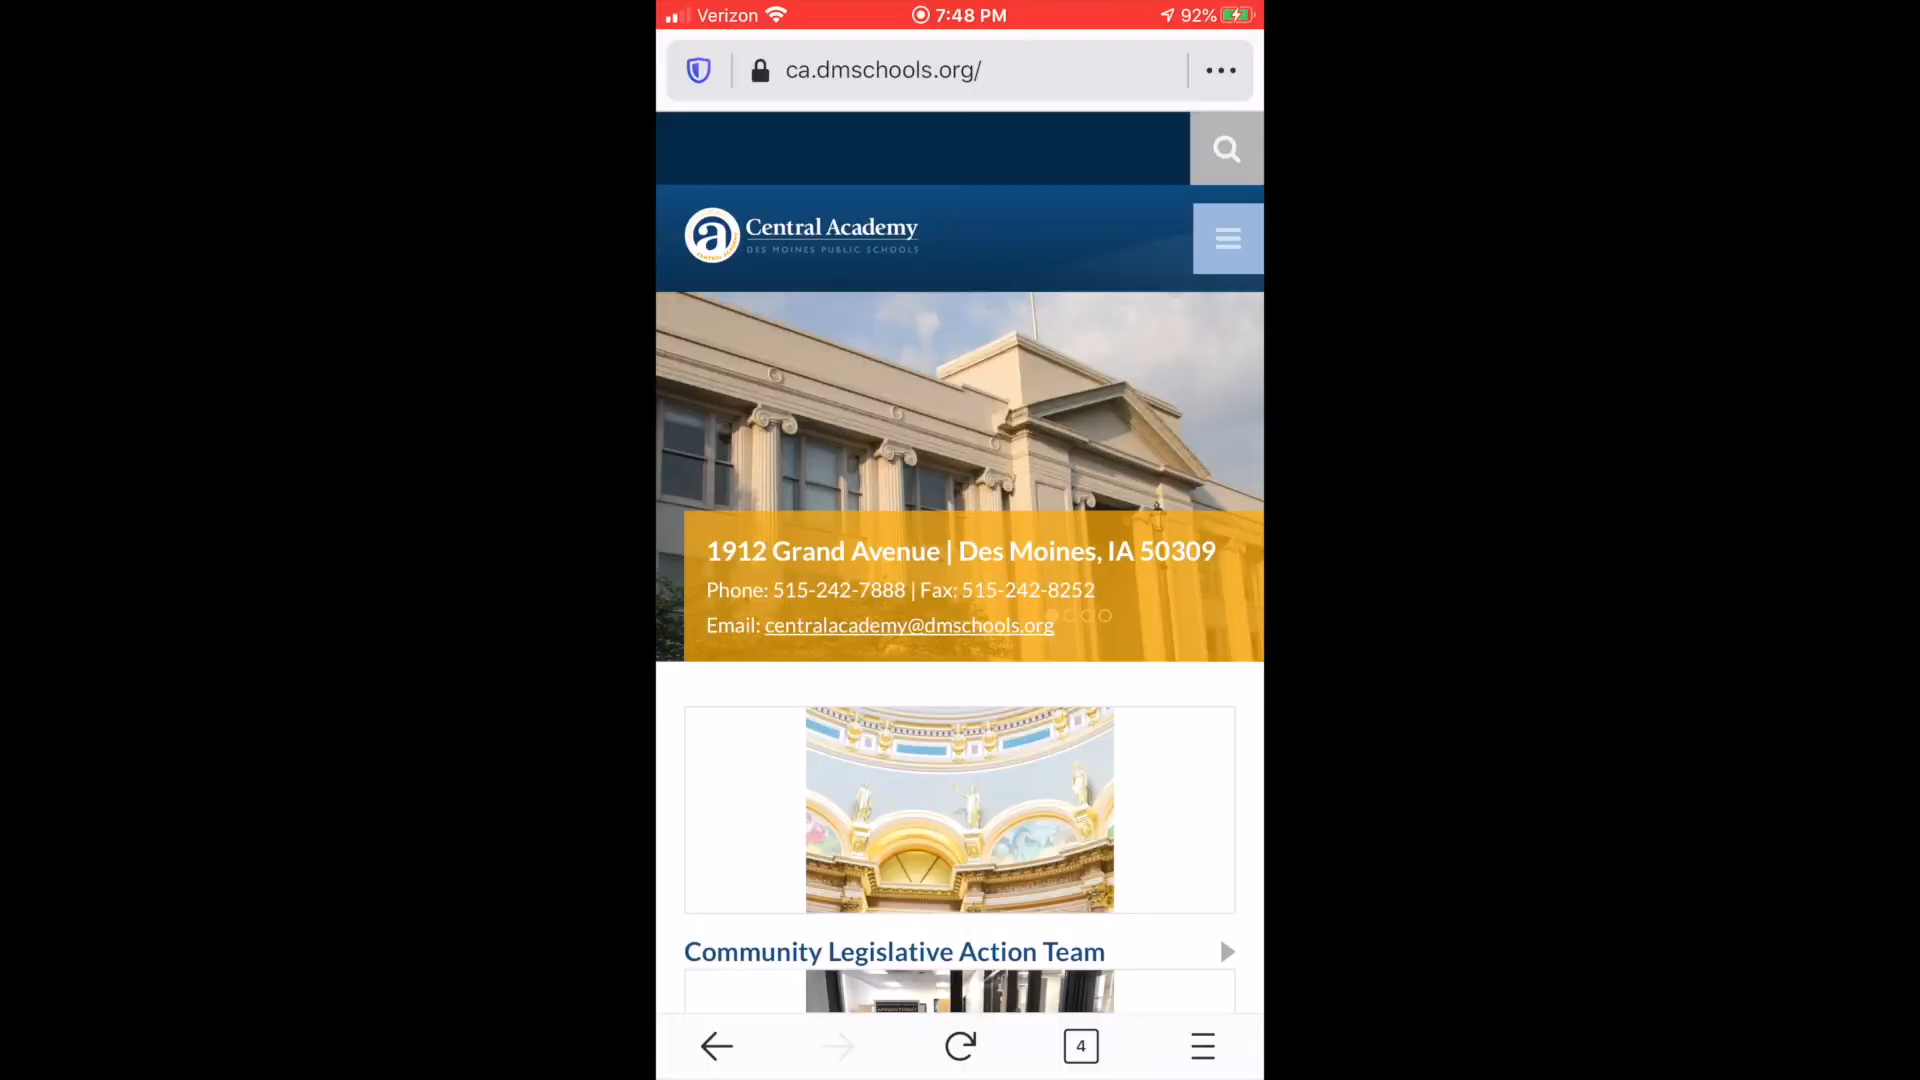 Verizon 7:48 PM 92%
ca.dmschools.org/
Central Academy
DES MOINES PUBLIC SCHOOLS
1912 Grand Avenue | Des Moines, IA 50309
Phone: 515-242-7888 | Fax: 515-242-8252
Email: centralacademy@dmschools.org
Community Legislative Action Team
4